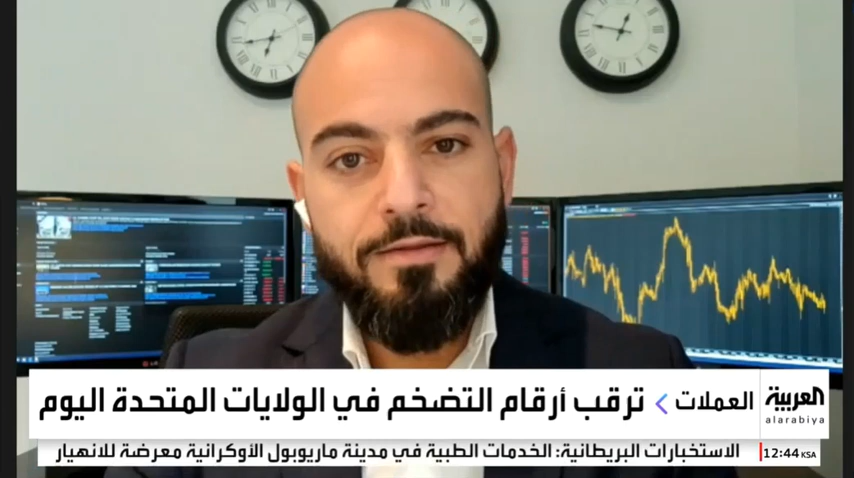 العربية
alarabiya
العملات
ترقب أرقام التضخم في الولايات المتحدة اليوم
12:44 KSA
الاستخبارات البريطانية: الخدمات الطبية في مدينة ماريوبول الأوكرانية معرضة للانهيار